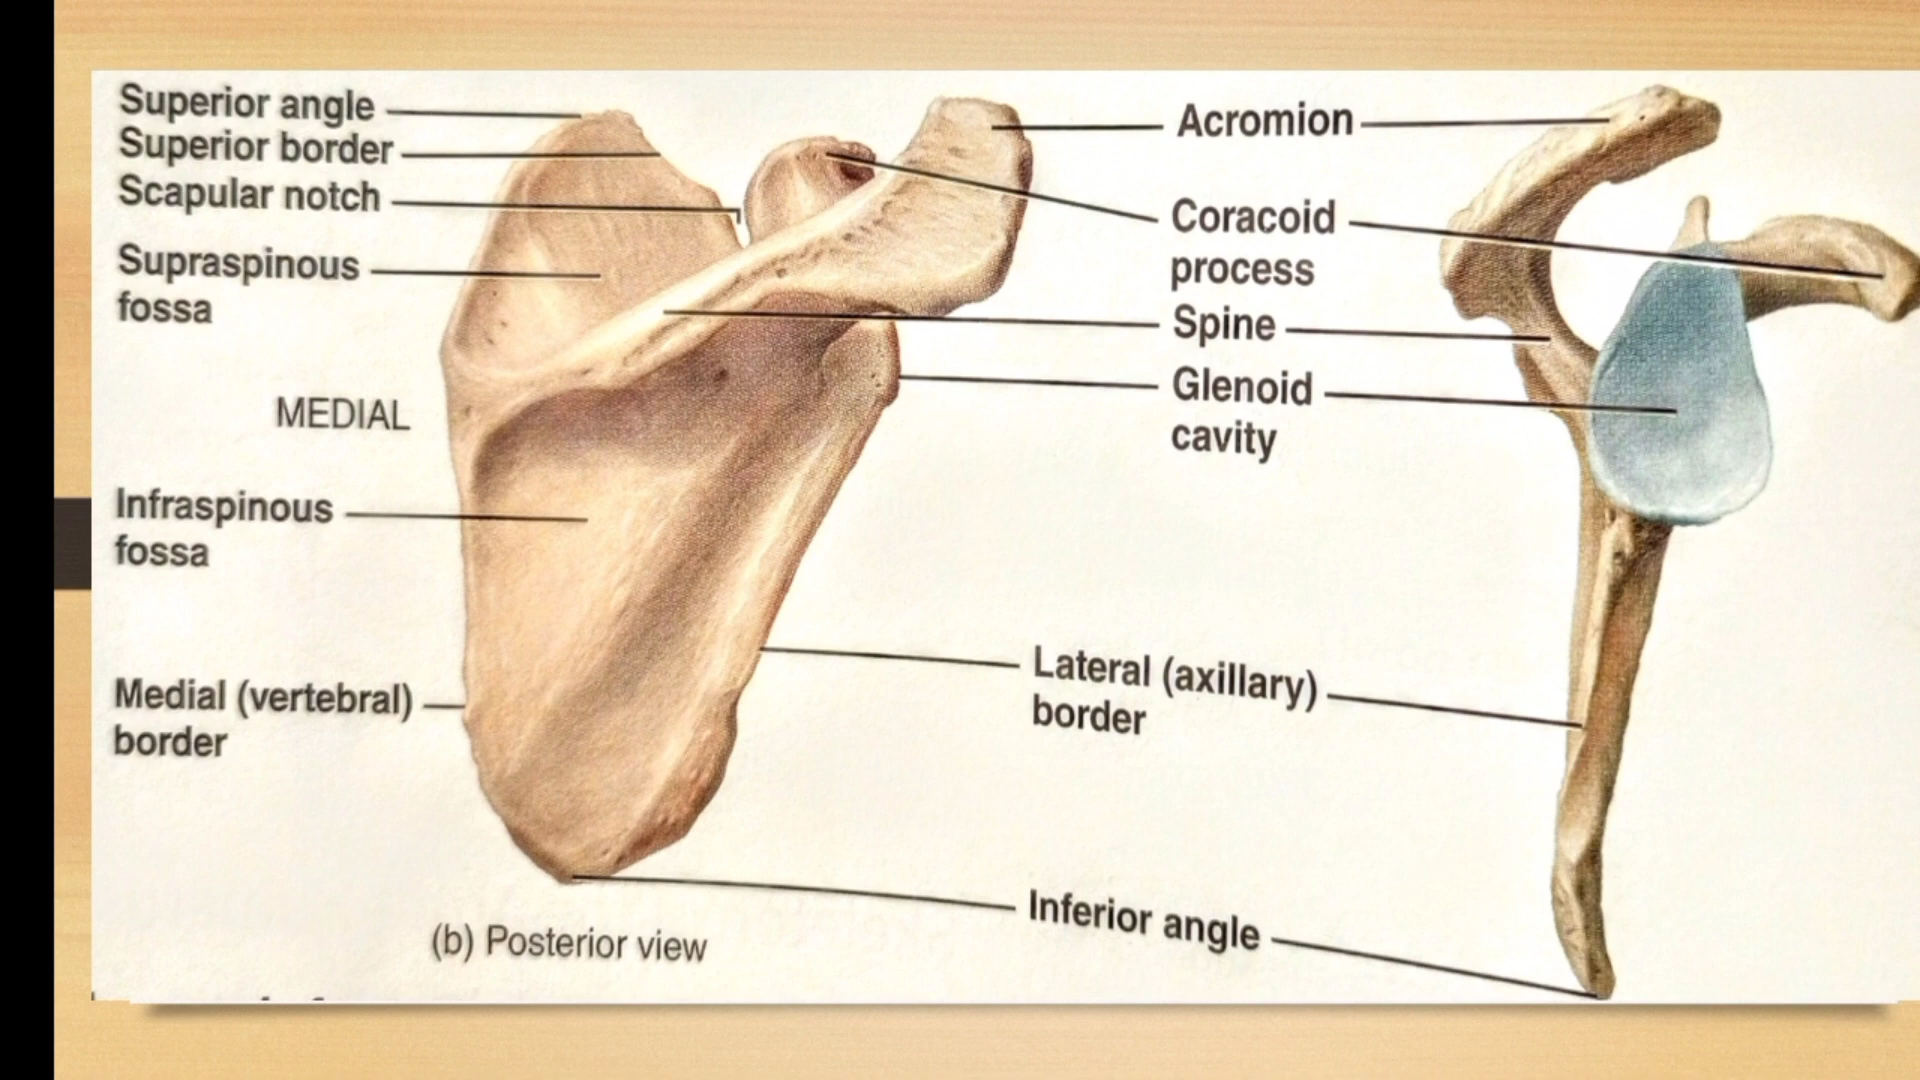 Superior angle
Superior border
Scapular notch
Supraspinous
fossa
MEDIAL
Infraspinous
fossa
Medial (vertebral)
border
(b) Posterior view
Acromion
Coracoid
process
Spine
Glenoid
cavity
Lateral (axillary)
border
Inferior angle